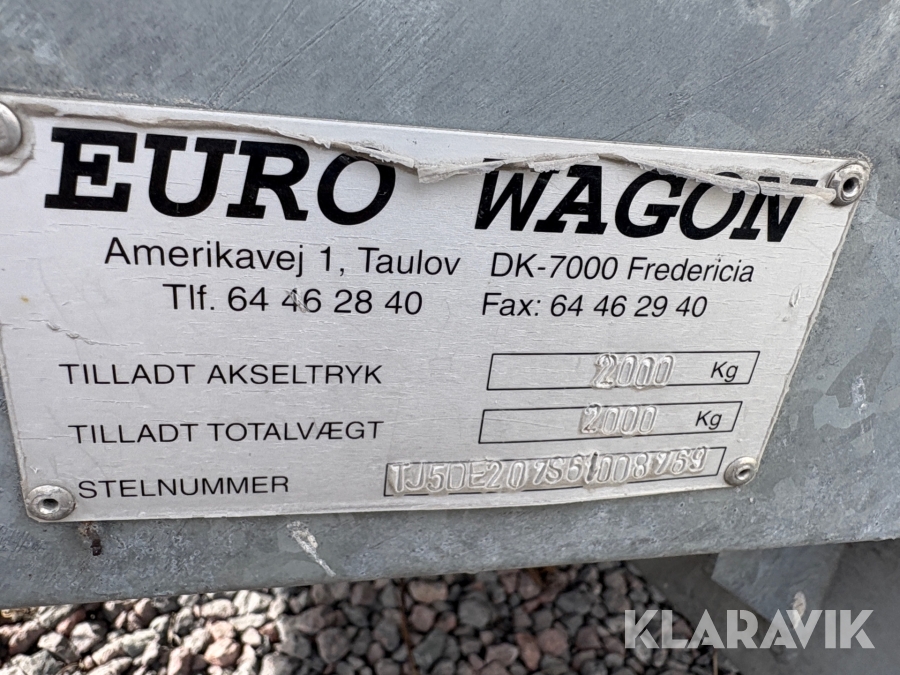 EURO WAGON
Amerikavej 1, Taulov DK-7000 Fredericia
Tlf. 64 46 28 40 Fax: 64 46 29 40
TILLADT AKSELTRYK 2000 Kg
TILLADT TOTALVÆGT 2000 Kg
STELNUMMER
KLARAVIK